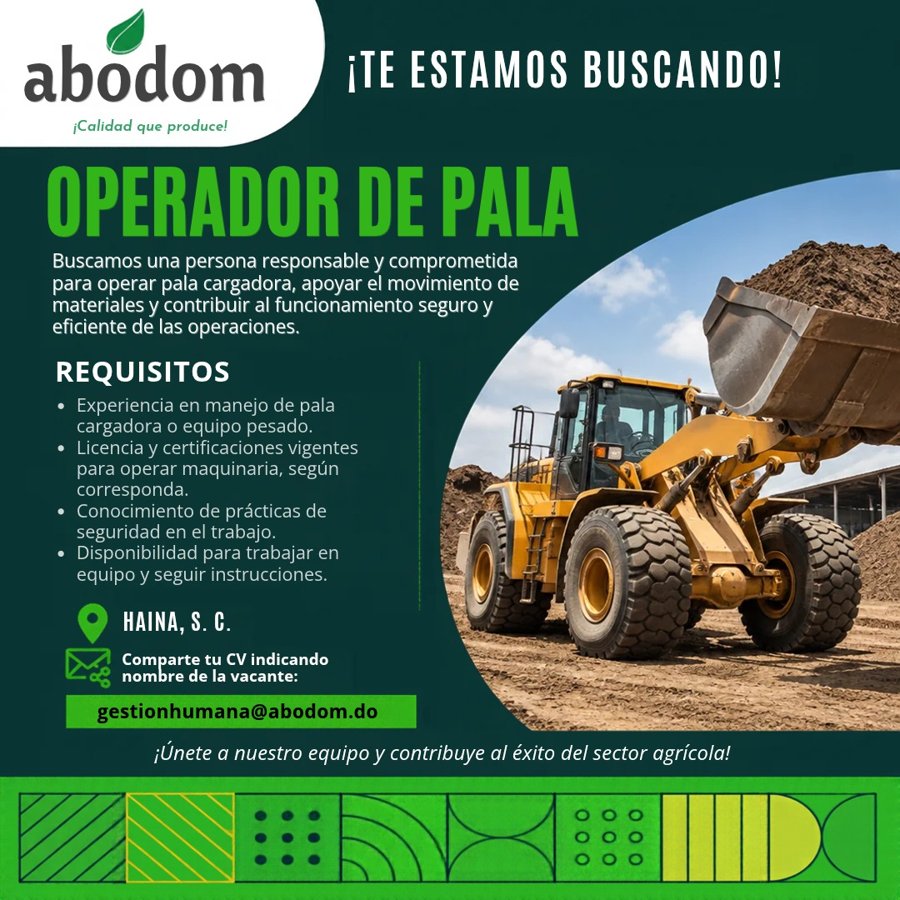 abodom
¡Calidad que produce!
¡TE ESTAMOS BUSCANDO!
OPERADOR DE PALA
Buscamos una persona responsable y comprometida
para operar pala cargadora, apoyar el movimiento de
materiales y contribuir al funcionamiento seguro y
eficiente de las operaciones.
REQUISITOS
• Experiencia en manejo de pala
cargadora o equipo pesado.
• Licencia y certificaciones vigentes
para operar maquinaria, según
corresponda.
• Conocimiento de prácticas de
seguridad en el trabajo.
• Disponibilidad para trabajar en
equipo y seguir instrucciones.
HAINA, S. C.
Comparte tu CV indicando
nombre de la vacante:
gestionhumana@abodom.do
¡Únete a nuestro equipo y contribuye al éxito del sector agrícola!